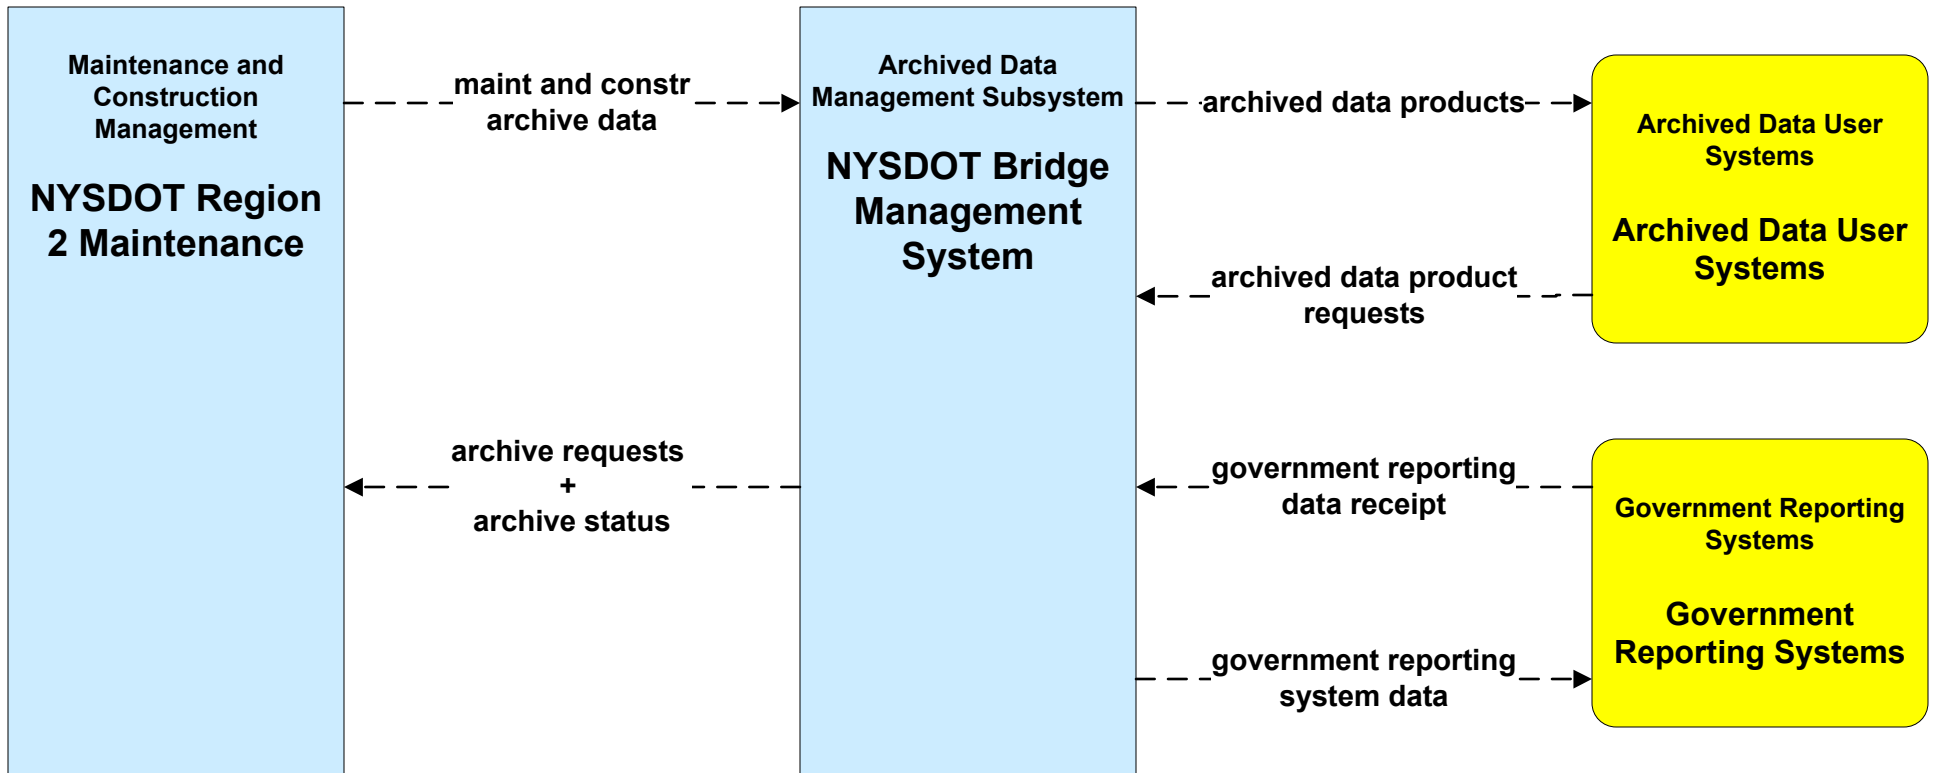 Maintenance and
Construction
Management
NYSDOT Region
2 Maintenance
maint and constr
archive data
archive requests
+
archive status
Archived Data
Management Subsystem
NYSDOT Bridge
Management
System
archived data products
archived data product
requests
government reporting
data receipt
government reporting
system data
Archived Data User
Systems
Archived Data User
Systems
Government Reporting
Systems
Government
Reporting Systems